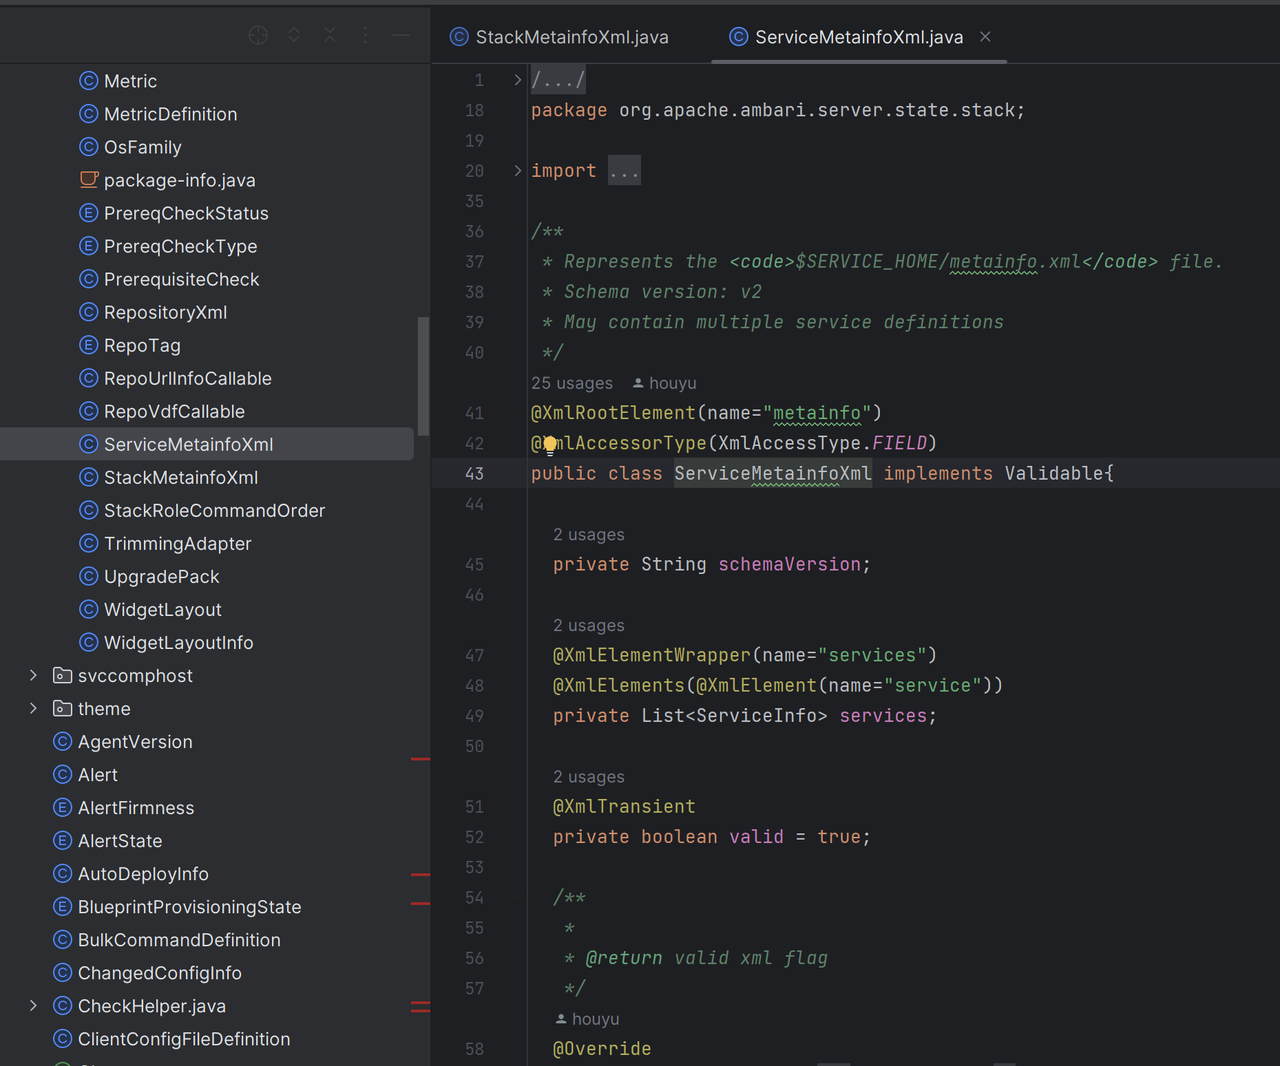 Metric
MetricDefinition
OsFamily
package-info.java
PrereqCheckStatus
PrereqCheckType
PrerequisiteCheck
RepositoryXml
RepoTag
RepoUrlInfoCallable
RepoVdfCallable
ServiceMetainfoXml
StackMetainfoXml
StackRoleCommandOrder
TrimmingAdapter
UpgradePack
WidgetLayout
WidgetLayoutInfo
svccomphost
theme
AgentVersion
Alert
AlertFirmness
AlertState
AutoDeployInfo
BlueprintProvisioningState
BulkCommandDefinition
ChangedConfigInfo
CheckHelper.java
ClientConfigFileDefinition
StackMetainfoXml.java
ServiceMetainfoXml.java
1 /.../
18 package org.apache.ambari.server.state.stack;
19
20 import ...
35
36 /**
37 * Represents the <code>$SERVICE_HOME/metainfo.xml</code> file.
38 * Schema version: v2
39 * May contain multiple service definitions
40 */
25 usages houyu
41 @XmlRootElement(name="metainfo")
42 @XmlAccessorType(XmlAccessType.FIELD)
43 public class ServiceMetainfoXml implements Validable{
44
2 usages
45 private String schemaVersion;
46
2 usages
47 @XmlElementWrapper(name="services")
48 @XmlElements(@XmlElement(name="service"))
49 private List<ServiceInfo> services;
50
2 usages
51 @XmlTransient
52 private boolean valid = true;
53
54 /**
55 *
56 * @return valid xml flag
57 */
houyu
58 @Override